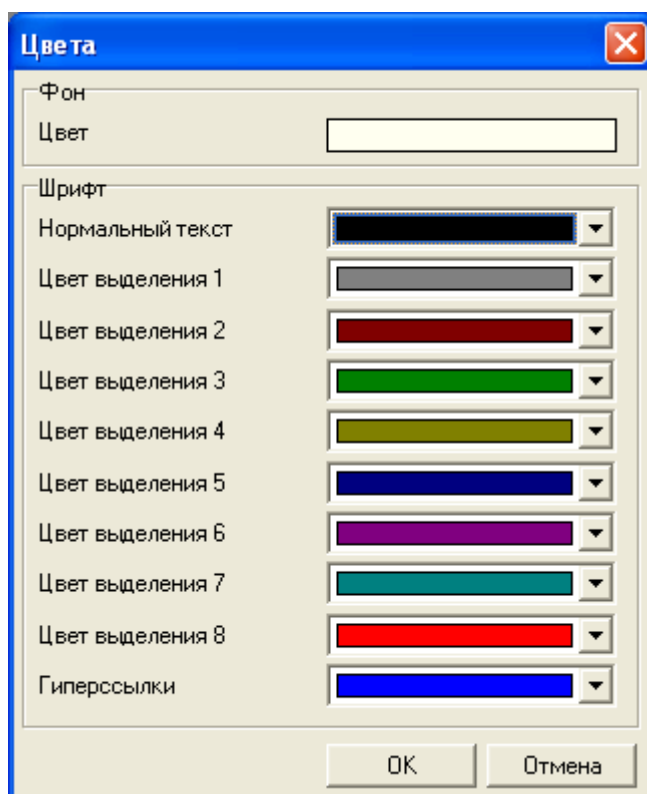 Цвета
Фон
Цвет
Шрифт
Нормальный текст
Цвет выделения 1
Цвет выделения 2
Цвет выделения 3
Цвет выделения 4
Цвет выделения 5
Цвет выделения 6
Цвет выделения 7
Цвет выделения 8
Гиперссылки
OK Отмена